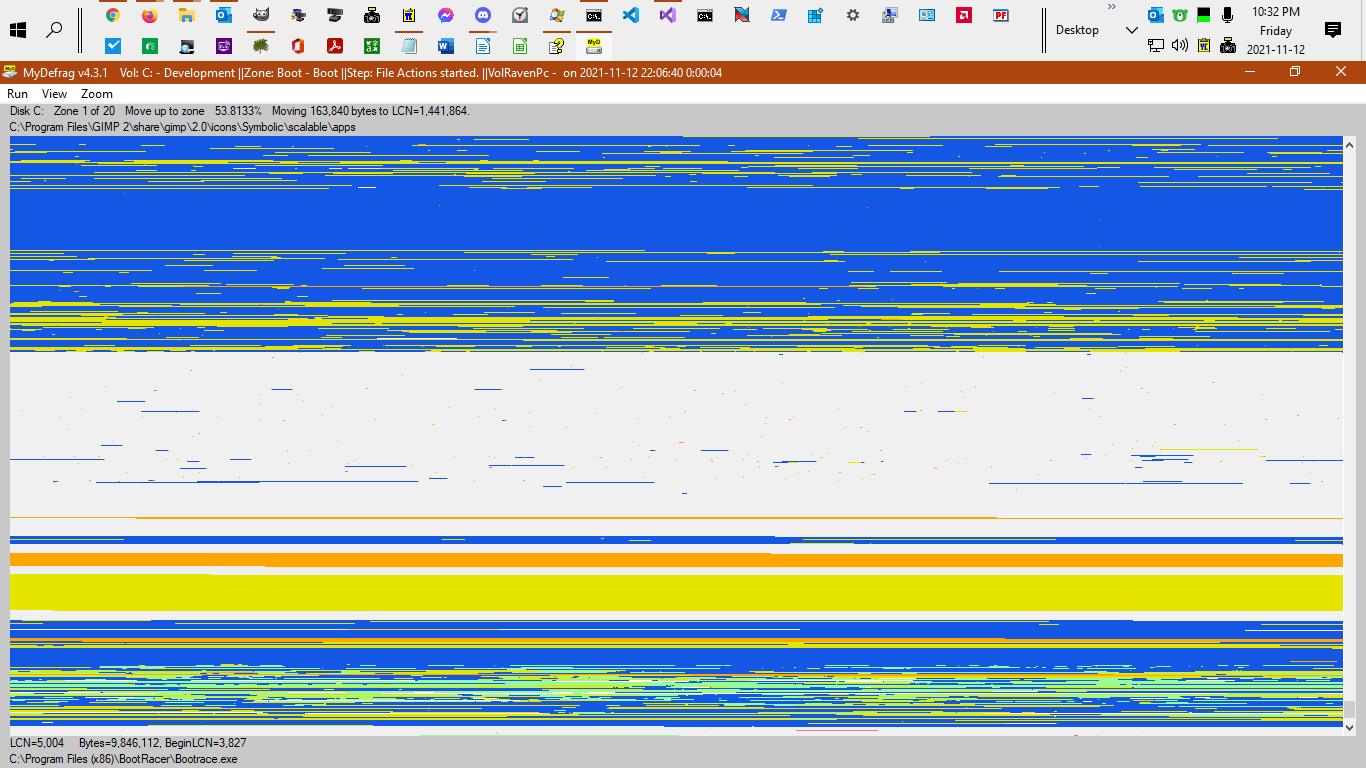 10:32 PM
Desktop
Friday
2021-11-12
MyD
MyDefrag v4.3.1 Vol: C: - Development ||Zone: Boot - Boot ||Step: File Actions started. ||VolRavenPc - on 2021-11-12 22:06:40 0:00:04
Run View Zoom
Disk C: Zone 1 of 20 Move up to zone 53.8133% Moving 163,840 bytes to LCN=1,441,864.
C:\Program Files\GIMP 2\share\gimp\2.0\icons\Symbolic\scalable\apps
LCN=5,004 Bytes=9,846,112, BeginLCN=3,827
C:\Program Files (x86)\BootRacer\Bootrace.exe